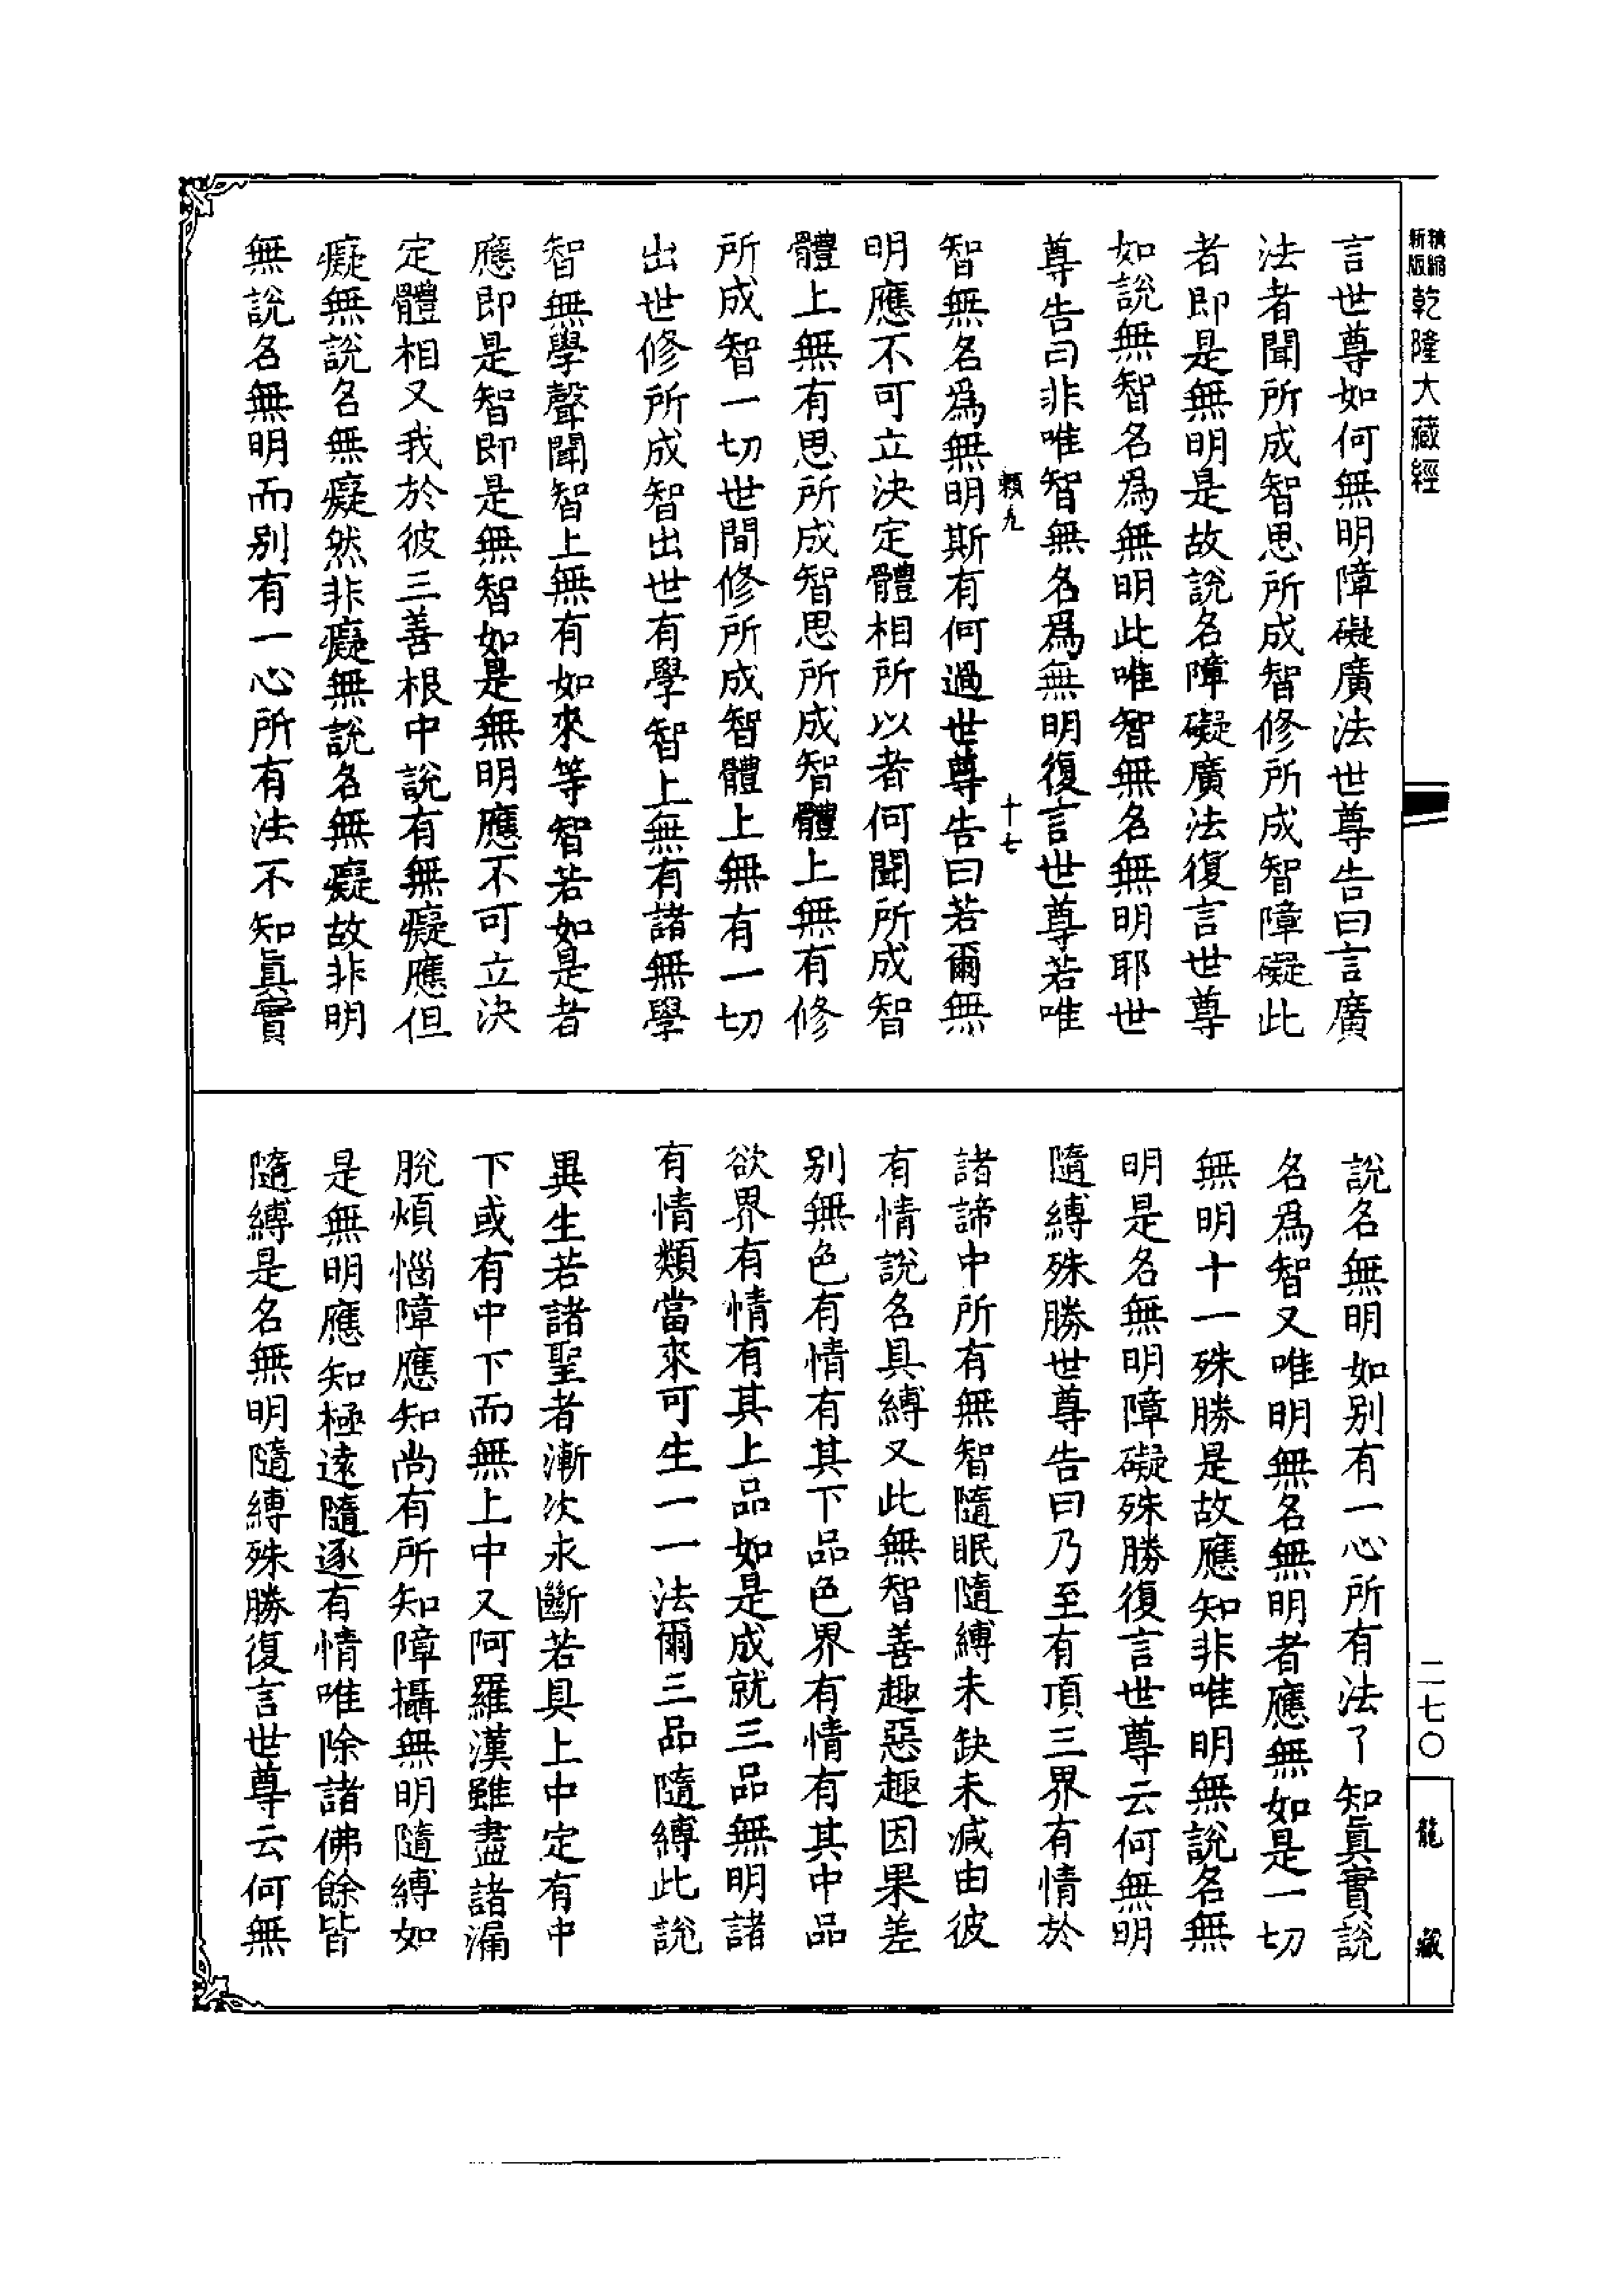 精縮
新版
乾隆大藏經
言世尊如何無明障礙廣法世尊告曰言廣
法者聞所成智思所成智修所成智障礙此
者即是無明是故說名障礙廣法復言世尊
如說無智名爲無明此唯智無名無明耶世
尊告曰非唯智無名爲無明復言世尊若唯
賴九
十七
智無名爲無明斯有何過世尊告曰若爾無
明應不可立決定體相所以者何聞所成智
體上無有思所成智思所成智體上無有修
所成智一切世間修所成智體上無有一切
出世修所成智出世有學智上無有諸無學
智無學聲聞智上無有如來等智若如是者
應即是智即是無智如是無明應不可立決
定體相又我於彼三善根中說有無癡應但
癡無說名無癡然非癡無說名無癡故非明
無說名無明而別有一心所有法不知眞實
說名無明如別有一心所有法了知眞實說
名爲智又唯明無名無明者應無如是一切
無明十一殊勝是故應知非唯明無說名無
明是名無明障礙殊勝復言世尊云何無明
隨縛殊勝世尊告曰乃至有頂三界有情於
諸諦中所有無智隨眠隨縛未缺未減由彼
有情說名具縛又此無智善趣惡趣因果差
別無色有情有其下品色界有情有其中品
欲界有情有其上品如是成就三品無明諸
有情類當來可生一一法爾三品隨縛此說
異生若諸聖者漸次永斷若具上中定有中
下或有中下而無上中又阿羅漢雖盡諸漏
脫煩惱障應知尚有所知障攝無明隨縛如
是無明應知極遠隨逐有情唯除諸佛餘皆
隨縛是名無明隨縛殊勝復言世尊云何無
二七〇
龍藏